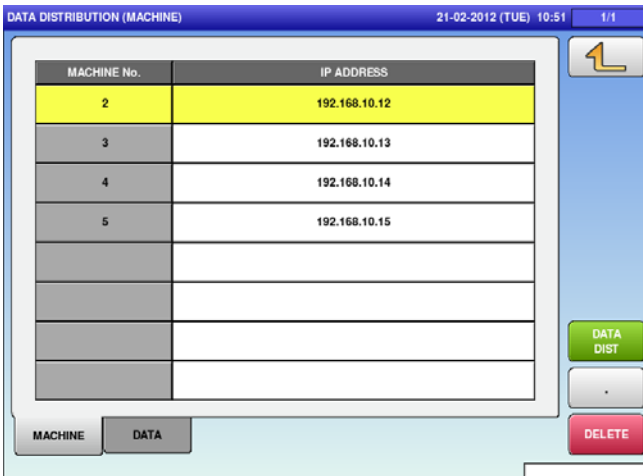 DATA DISTRIBUTION (MACHINE) 21-02-2012 (TUE) 10:51 1/1
MACHINE No. IP ADDRESS
2 192.168.10.12
3 192.168.10.13
4 192.168.10.14
5 192.168.10.15
DATA
DIST
.
MACHINE DATA DELETE